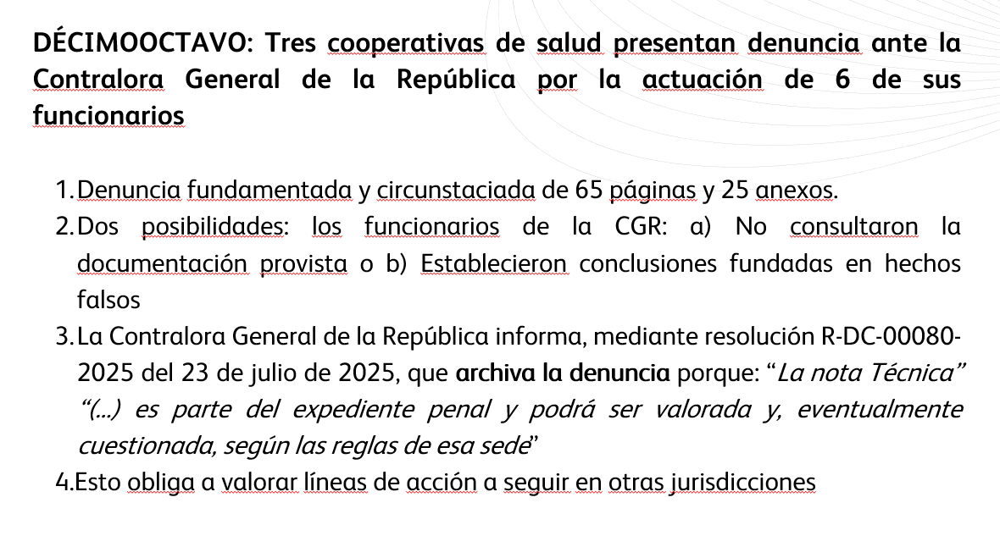 DÉCIMOOCTAVO: Tres cooperativas de salud presentan denuncia ante la
Contralora General de la República por la actuación de 6 de sus
funcionarios
1. Denuncia fundamentada y circunstaciada de 65 páginas y 25 anexos.
2. Dos posibilidades: los funcionarios de la CGR: a) No consultaron la
documentación provista o b) Establecieron conclusiones fundadas en hechos
falsos
3. La Contralora General de la República informa, mediante resolución R-DC-00080-
2025 del 23 de julio de 2025, que archiva la denuncia porque: “La nota Técnica”
“(…) es parte del expediente penal y podrá ser valorada y, eventualmente
cuestionada, según las reglas de esa sede”
4.Esto obliga a valorar líneas de acción a seguir en otras jurisdicciones